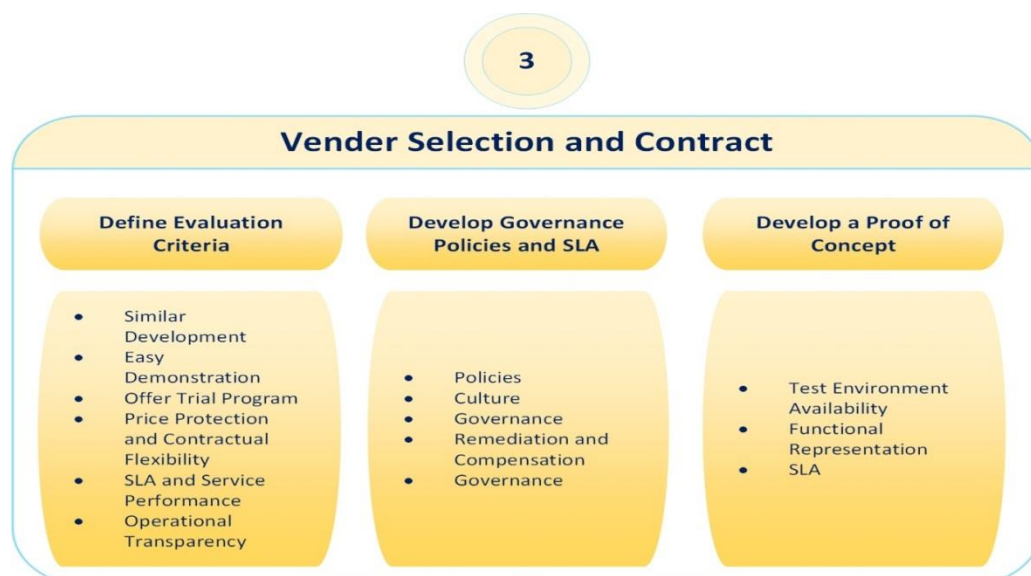 3
Vender Selection and Contract
Define Evaluation
Criteria
• Similar
Development
• Easy
Demonstration
• Offer Trial Program
• Price Protection
and Contractual
Flexibility
• SLA and Service
Performance
• Operational
Transparency
Develop Governance
Policies and SLA
• Policies
• Culture
• Governance
• Remediation and
Compensation
• Governance
Develop a Proof of
Concept
• Test Environment
Availability
• Functional
Representation
• SLA